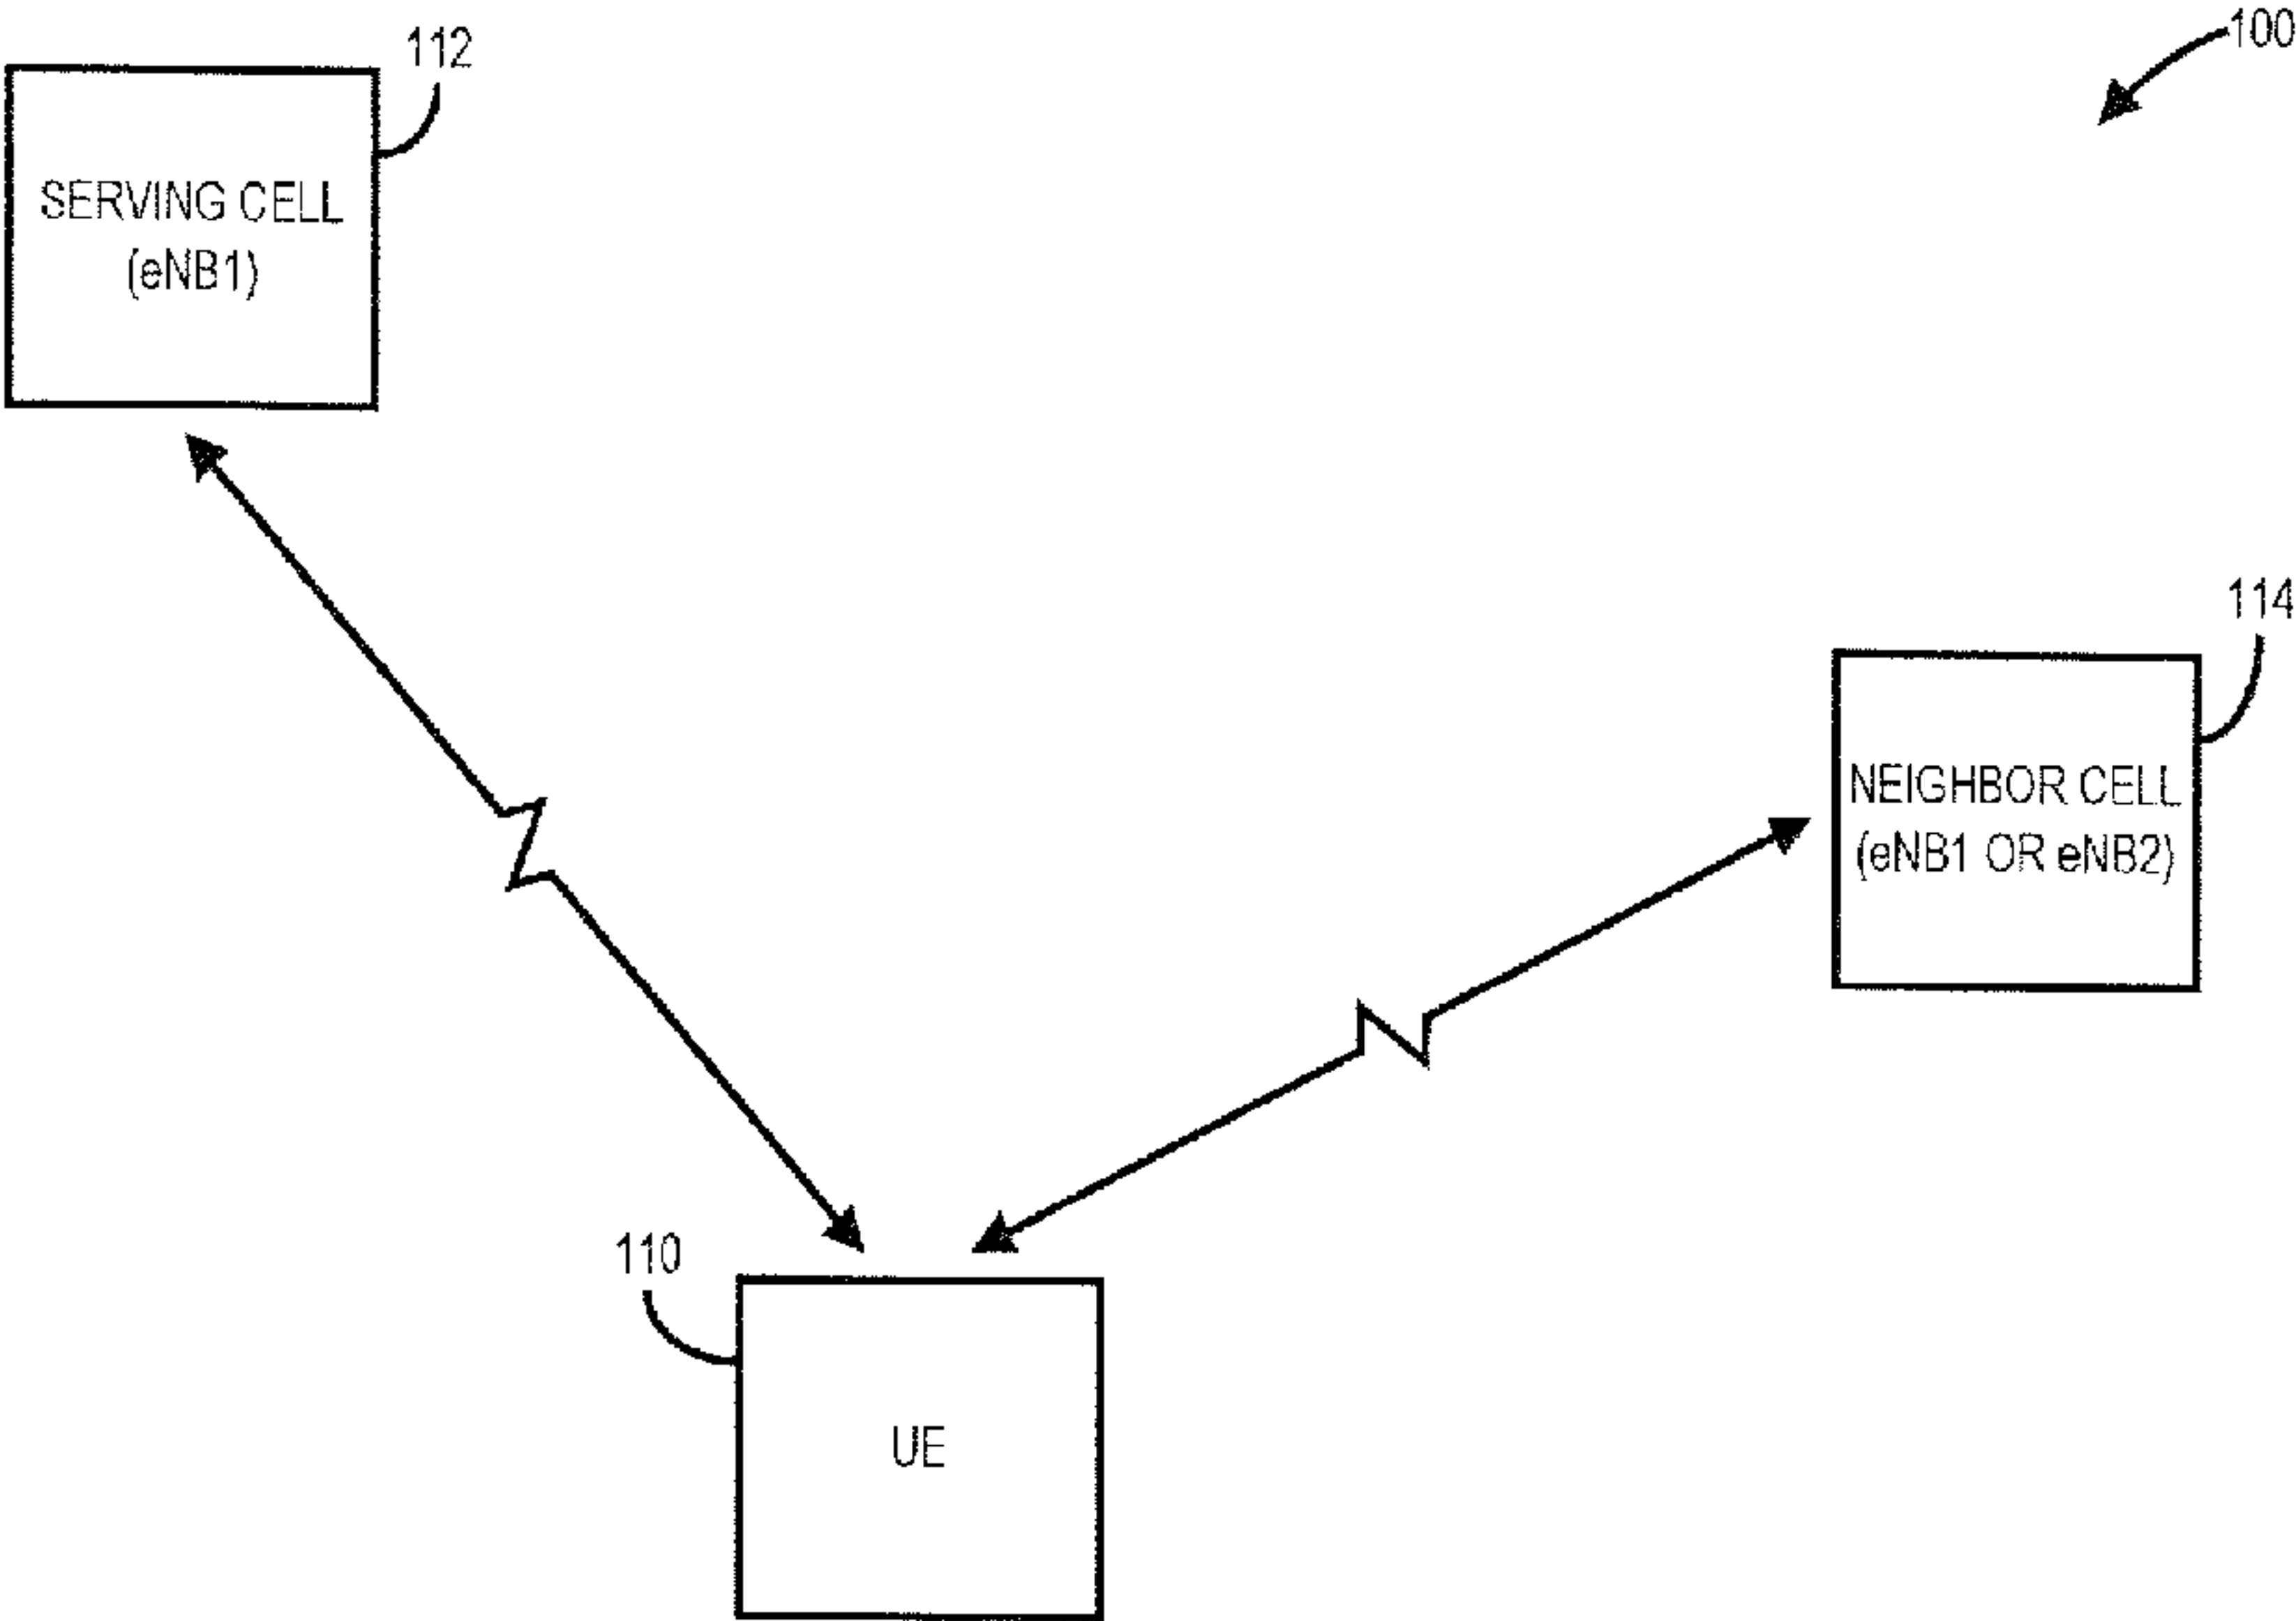 100
112
SERVING CELL
(eNB1)
114
NEIGHBOR CELL
(eNB1 OR eNB2)
110
UE